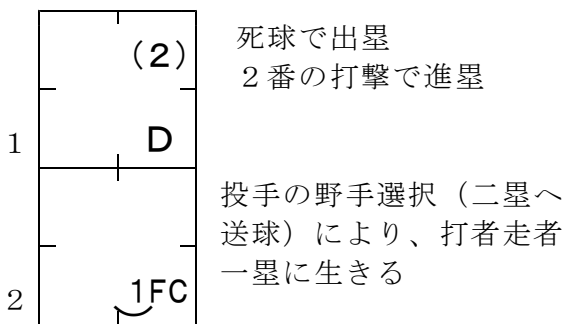 (2)
死球で出塁
2番の打撃で進塁
1
D
投手の野手選択（二塁へ
送球）により、打者走者
一塁に生きる
2
1FC